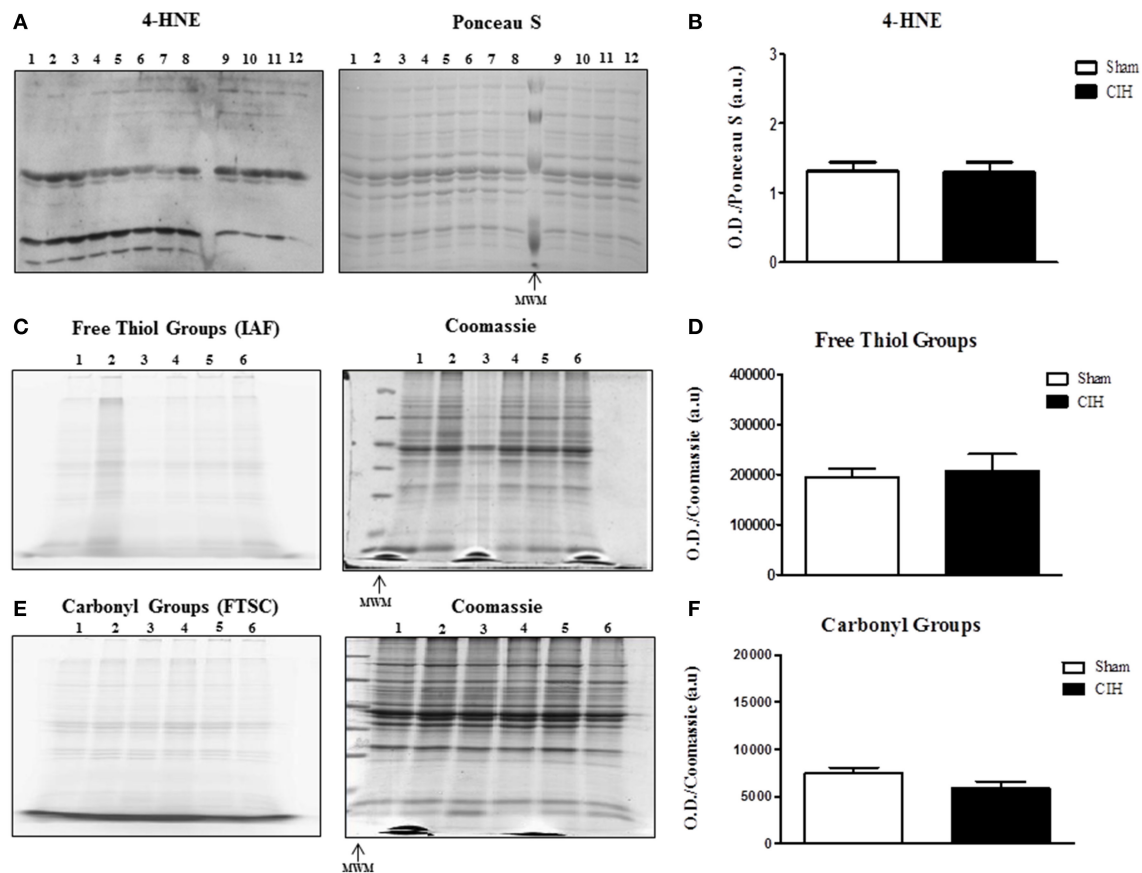 A
4-HNE
Ponceau S
1 2 3 4 5 6 7 8 9 10 11 12
1 2 3 4 5 6 7 8 9 10 11 12
MWM
B
4-HNE
O.D./Ponceau S (a.u.)
3
2
1
0
Sham
CIH
C
Free Thiol Groups (IAF)
Coomassie
1 2 3 4 5 6
1 2 3 4 5 6
MWM
D
Free Thiol Groups
O.D./Coomassie (a.u)
400000
300000
200000
100000
0
Sham
CIH
E
Carbonyl Groups (FTSC)
Coomassie
1 2 3 4 5 6
1 2 3 4 5 6
MWM
F
Carbonyl Groups
O.D./Coomassie (a.u)
20000
15000
10000
5000
0
Sham
CIH